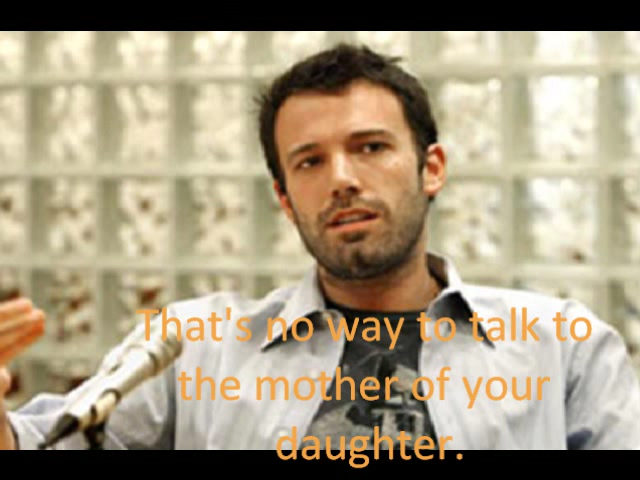 That's no way to talk to
the mother of your
daughter.